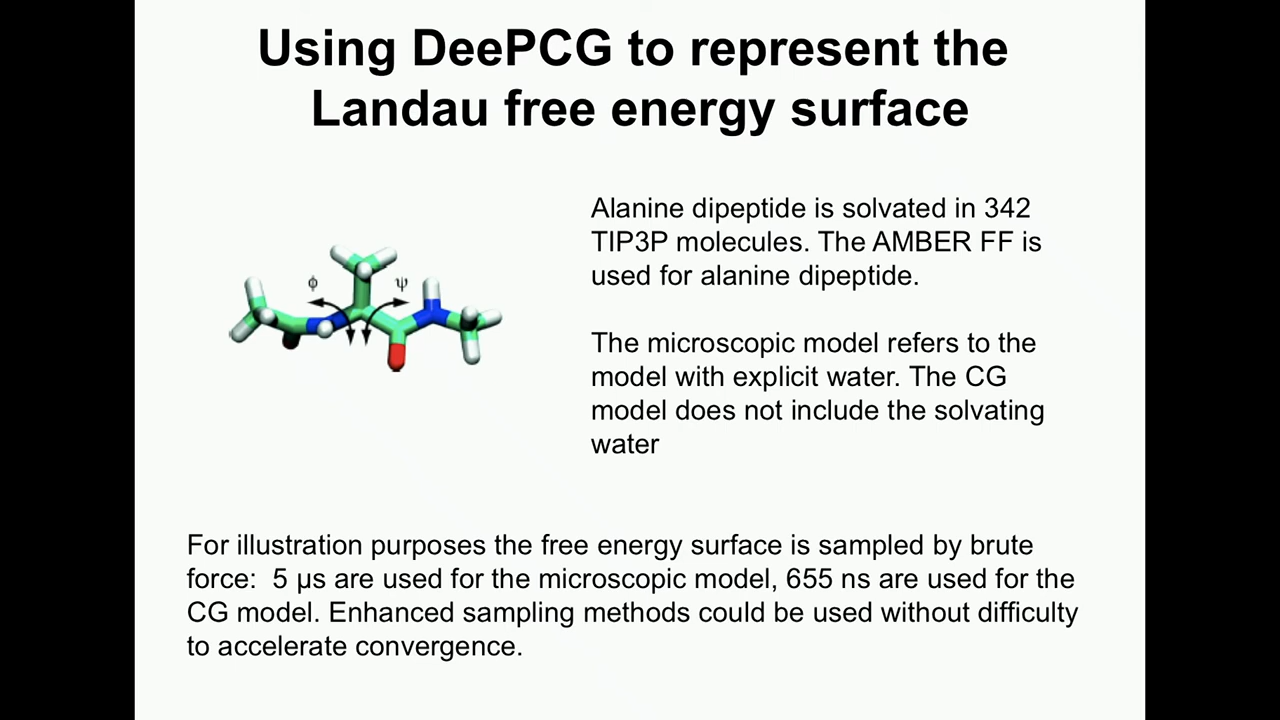 Using DeePCG to represent the
Landau free energy surface
Alanine dipeptide is solvated in 342
TIP3P molecules. The AMBER FF is
used for alanine dipeptide.
ϕ
ψ
The microscopic model refers to the
model with explicit water. The CG
model does not include the solvating
water
For illustration purposes the free energy surface is sampled by brute
force:  5 μs are used for the microscopic model, 655 ns are used for the
CG model. Enhanced sampling methods could be used without difficulty
to accelerate convergence.